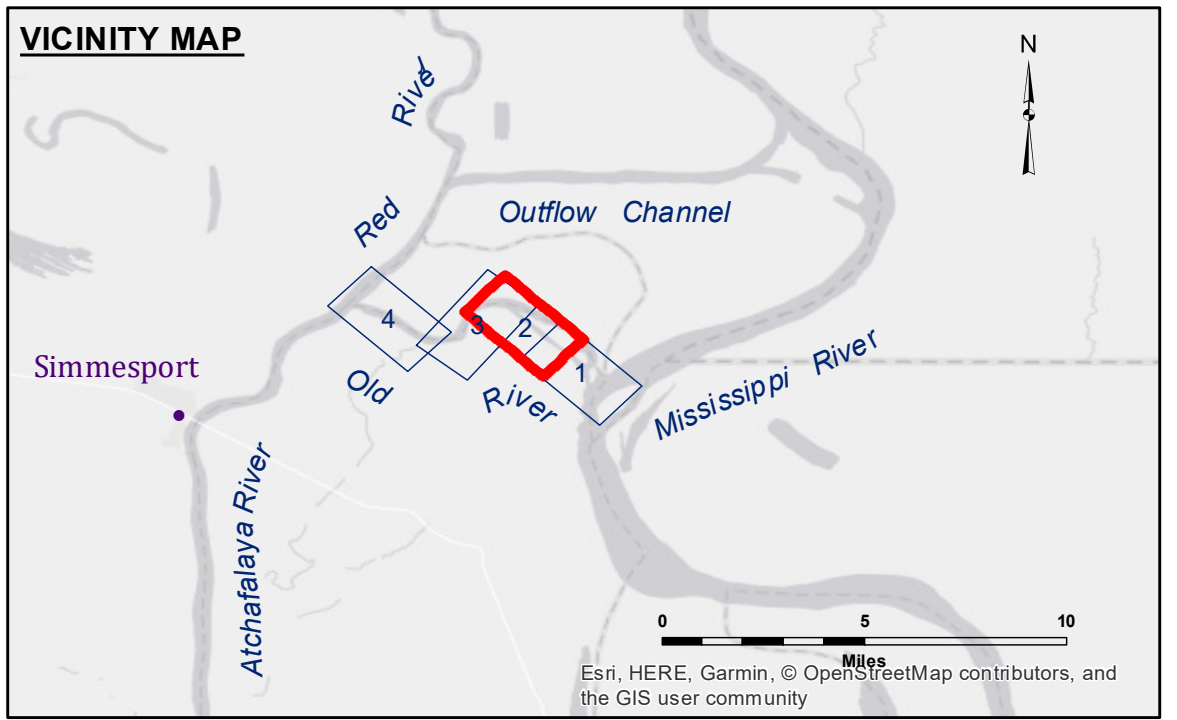 VICINITY MAP
N
River
Red
Outflow Channel
4
3
2
1
Simmesport
Old
River
Mississippi River
Atchafalaya River
0 5 10
Miles
Esri, HERE, Garmin, © OpenStreetMap contributors, and
the GIS user community